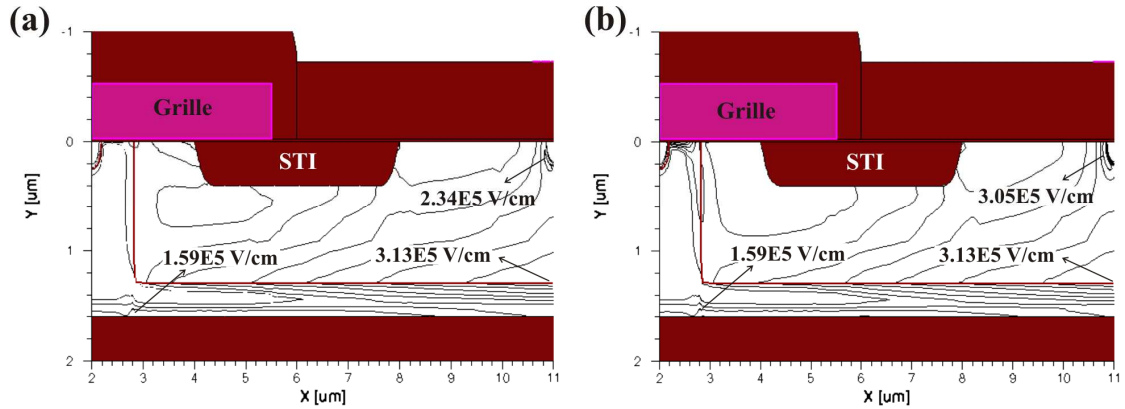 (a)
-1
0
1
2
Y [um]
Grille
STI
2.34E5 V/cm
1.59E5 V/cm
3.13E5 V/cm
2 3 4 5 6 7 8 9 10 11
X [um]
(b)
-1
0
1
2
Y [um]
Grille
STI
3.05E5 V/cm
1.59E5 V/cm
3.13E5 V/cm
2 3 4 5 6 7 8 9 10 11
X [um]